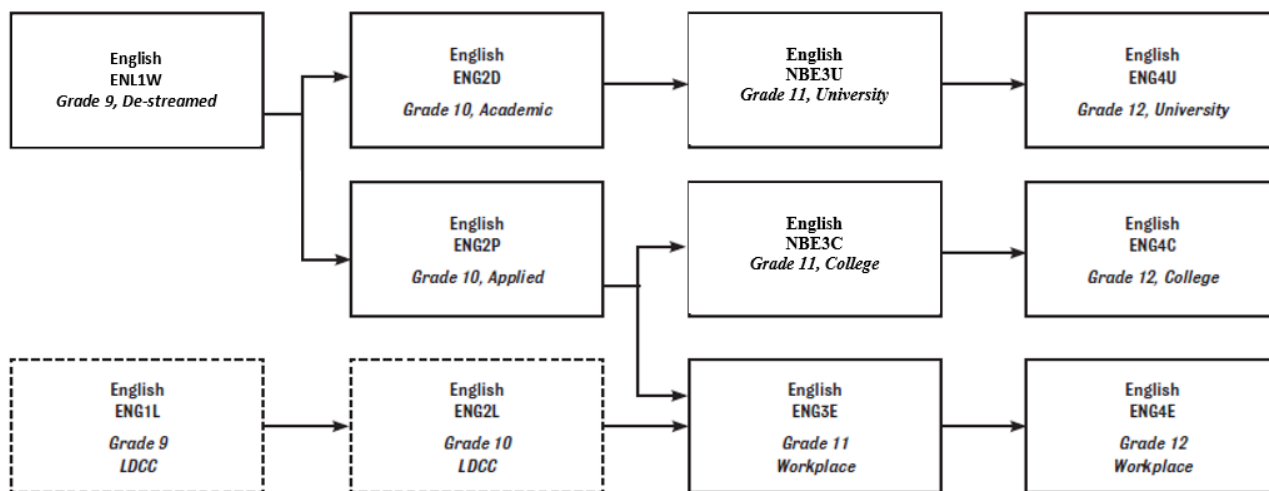 English
ENL1W
Grade 9, De-streamed
English
ENG2D
Grade 10, Academic
English
NBE3U
Grade 11, University
English
ENG4U
Grade 12, University
English
ENG2P
Grade 10, Applied
English
NBE3C
Grade 11, College
English
ENG4C
Grade 12, College
English
ENG1L
Grade 9
LDCC
English
ENG2L
Grade 10
LDCC
English
ENG3E
Grade 11
Workplace
English
ENG4E
Grade 12
Workplace